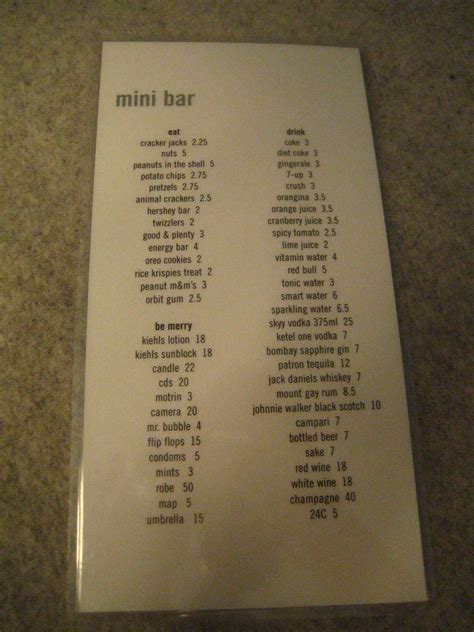 mini bar
eat
cracker jacks 2.25
nuts 5
peanuts in the shell 5
potato chips 2.75
pretzels 2.75
animal crackers 2.5
hershey bar 2
twizzlers 2
good & plenty 3
energy bar 4
oreo cookies 2
rice krispies treat 2
peanut m&m's 3
orbit gum 2.5
be merry
kiehls lotion 18
kiehls sunblock 18
candle 22
cds 20
motrin 3
camera 20
mr. bubble 4
flip flops 15
condoms 5
mints 3
robe 50
map 5
umbrella 15
drink
coke 3
diet coke 3
gingerale 3
7-up 3
crush 3
orangina 3.5
orange juice 3.5
cranberry juice 3.5
spicy tomato 2.5
lime juice 2
vitamin water 4
red bull 5
tonic water 3
smart water 6
sparkling water 6.5
skyy vodka 375ml 25
ketel one vodka 7
bombay sapphire gin 7
patron tequila 12
jack daniels whiskey 7
mount gay rum 8.5
johnnie walker black scotch 10
campari 7
bottled beer 7
sake 7
red wine 18
white wine 18
champagne 40
24C 5